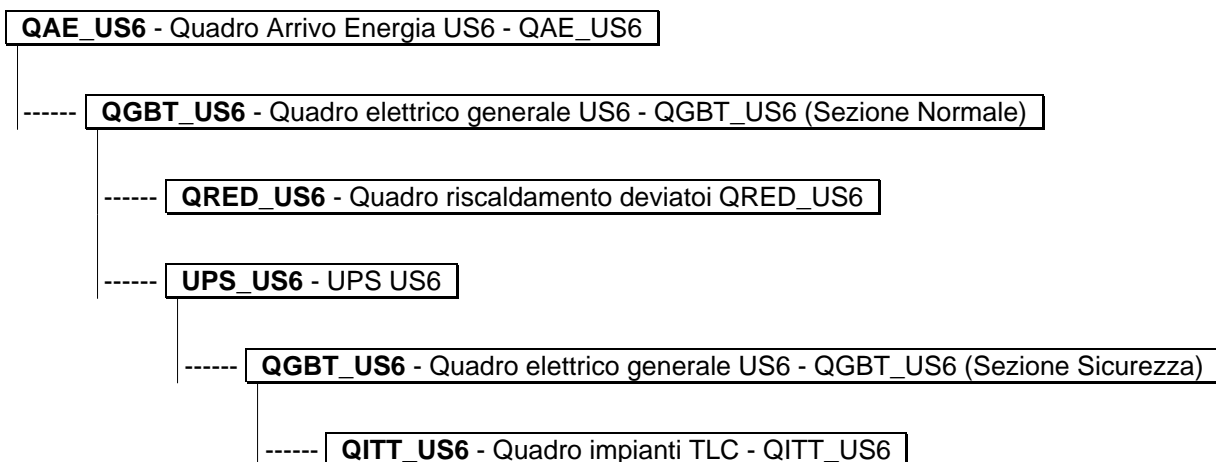 QAE_US6 - Quadro Arrivo Energia US6 - QAE_US6
------ QGBT_US6 - Quadro elettrico generale US6 - QGBT_US6 (Sezione Normale)
------ QRED_US6 - Quadro riscaldamento deviatoi QRED_US6
------ UPS_US6 - UPS US6
------ QGBT_US6 - Quadro elettrico generale US6 - QGBT_US6 (Sezione Sicurezza)
------ QITT_US6 - Quadro impianti TLC - QITT_US6